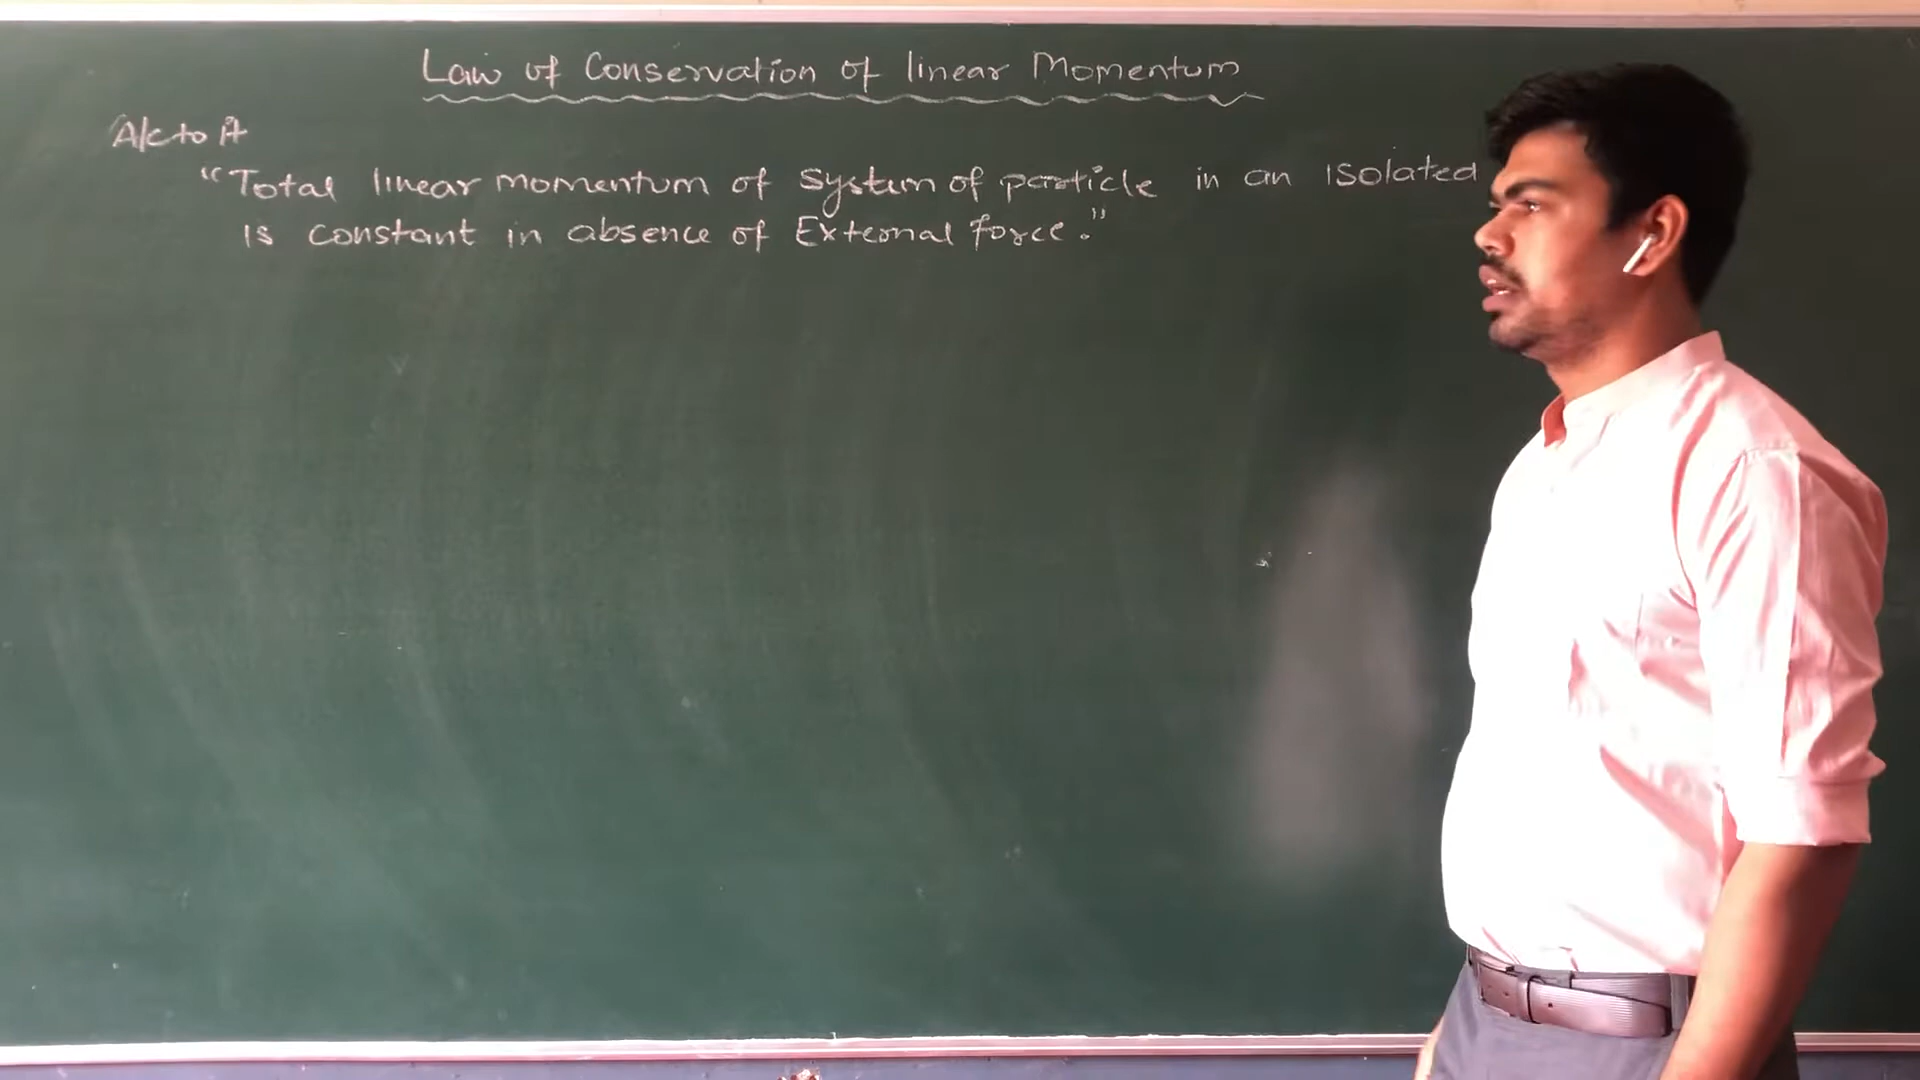 Law of Conservation of linear Momentum
A/c to it
"Total linear momentum of system of particle in an isolated
is constant in absence of External force."